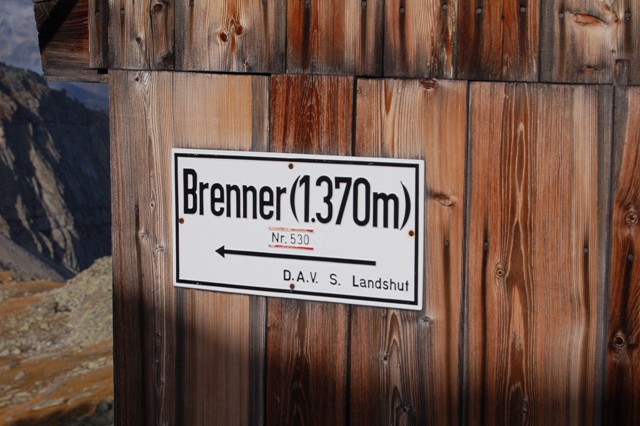 Brenner (1.370m)
Nr. 530
D.A.V. S. Landshut